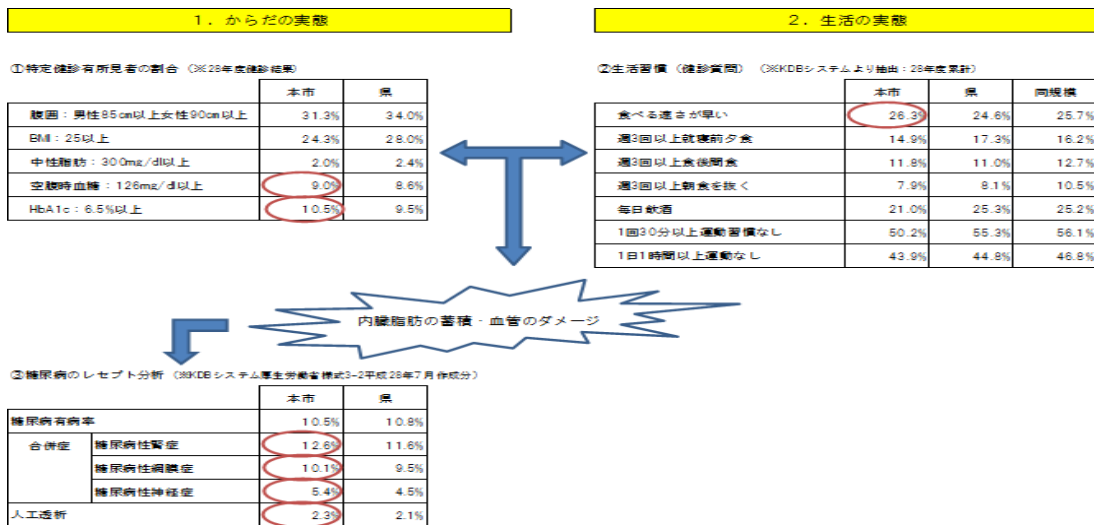 1．からだの実態
2．生活の実態
①特定健診有所見者の割合（※28年度健診結果）
本市 県
腹囲：男性85cm以上女性90cm以上 31.3% 34.0%
BMI：25以上 24.3% 28.0%
中性脂肪：300mg/dl以上 2.0% 2.4%
空腹時血糖：126mg/dl以上 9.0% 8.6%
HbA1c：6.5%以上 10.5% 9.5%
②生活習慣（健診質問）（※KDBシステムより抽出：28年度累計）
本市 県 同規模
食べる速さが早い 26.3% 24.6% 25.7%
週3回以上就寝前夕食 14.9% 17.3% 16.2%
週3回以上食後間食 11.8% 11.0% 12.7%
週3回以上朝食を抜く 7.9% 8.1% 10.5%
毎日飲酒 21.0% 25.3% 25.2%
1回30分以上運動習慣なし 50.2% 55.3% 56.1%
1日1時間以上運動なし 43.9% 44.8% 46.8%
内臓脂肪の蓄積・血管のダメージ
③糖尿病のレセプト分析（※KDBシステム厚生労働省様式3-2平成28年7月作成分）
本市 県
糖尿病有病率 10.5% 10.8%
合併症 糖尿病性腎症 12.6% 11.6%
糖尿病性網膜症 10.1% 9.5%
糖尿病性神経症 5.4% 4.5%
人工透析 2.3% 2.1%